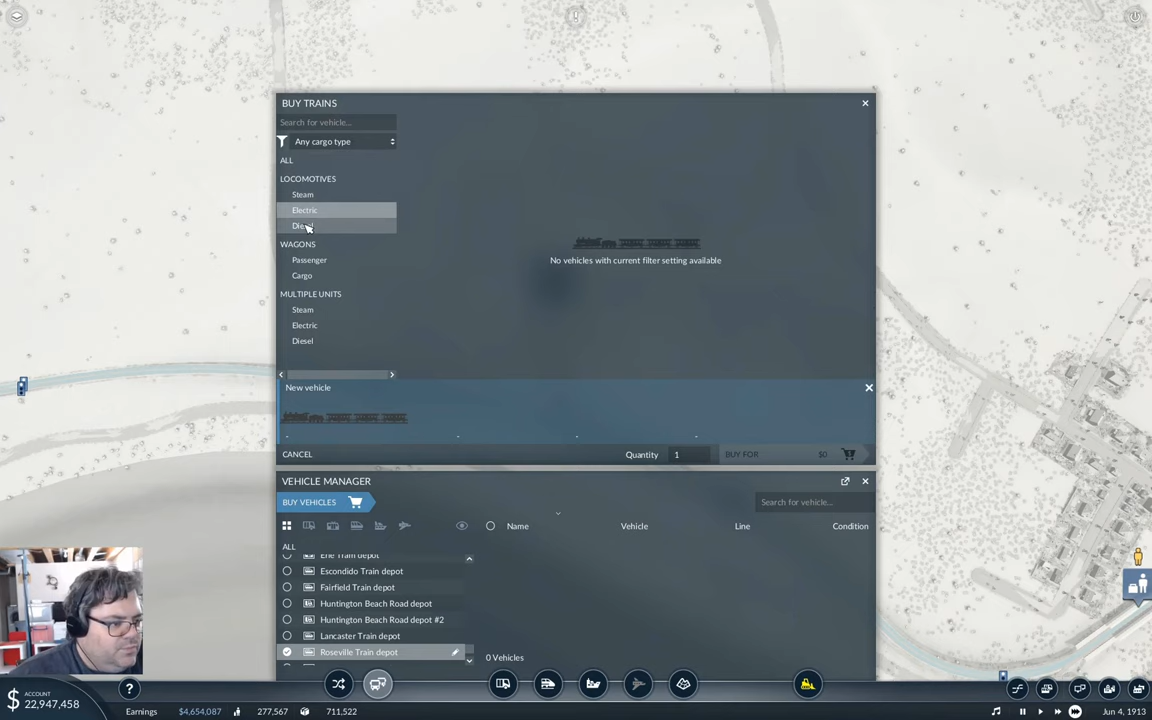 BUY TRAINS
Search for vehicle...
Any cargo type
ALL
LOCOMOTIVES
Steam
Electric
WAGONS
Passenger
Cargo
MULTIPLE UNITS
Steam
Electric
Diesel
No vehicles with current filter setting available
New vehicle
- - - -
CANCEL Quantity 1 BUY FOR $0
VEHICLE MANAGER
BUY VEHICLES Search for vehicle...
Name Vehicle Line Condition
ALL
Erie Train depot
Escondido Train depot
Fairfield Train depot
Huntington Beach Road depot
Huntington Beach Road depot #2
Lancaster Train depot
Roseville Train depot
0 Vehicles
$ ACCOUNT
22,947,458
?
Earnings $4,654,087 277,567 711,522 Jun 4, 1913